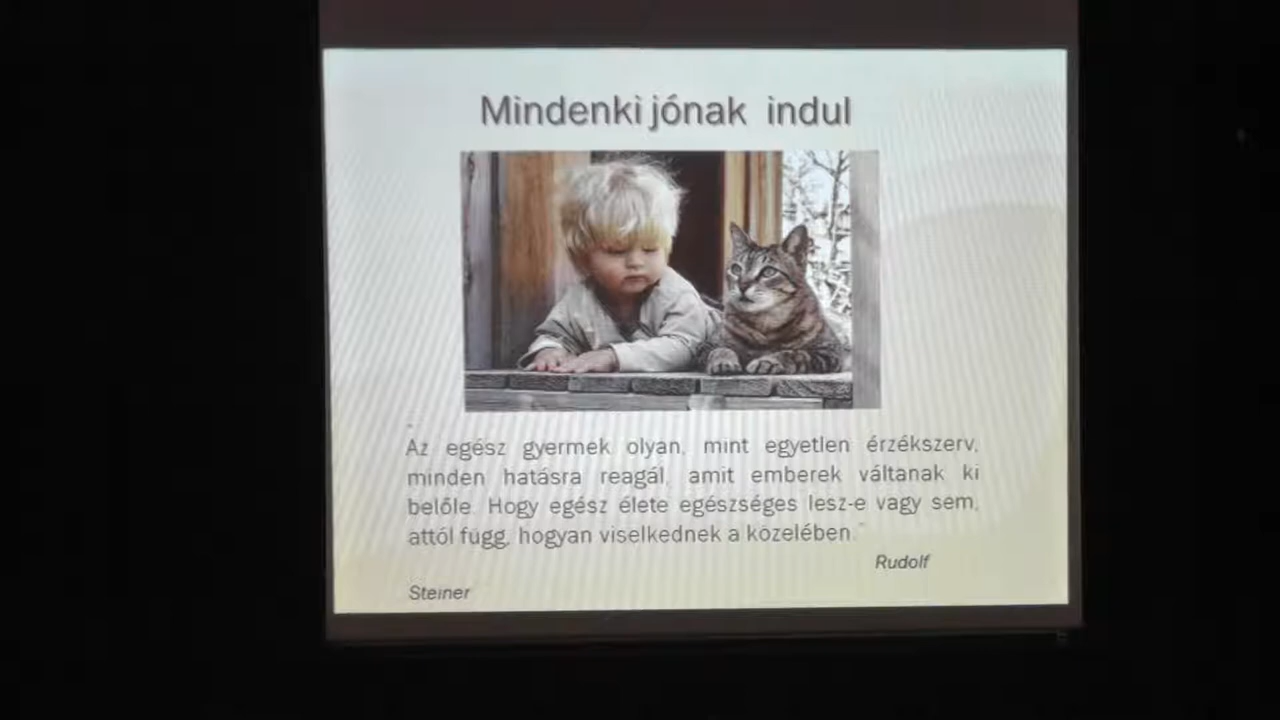 Mindenki jónak indul
"
Az egész gyermek olyan, mint egyetlen érzékszerv,
minden hatásra reagál, amit emberek váltanak ki
belőle. Hogy egész élete egészséges lesz-e vagy sem,
attól függ, hogyan viselkednek a közelében."
Rudolf
Steiner